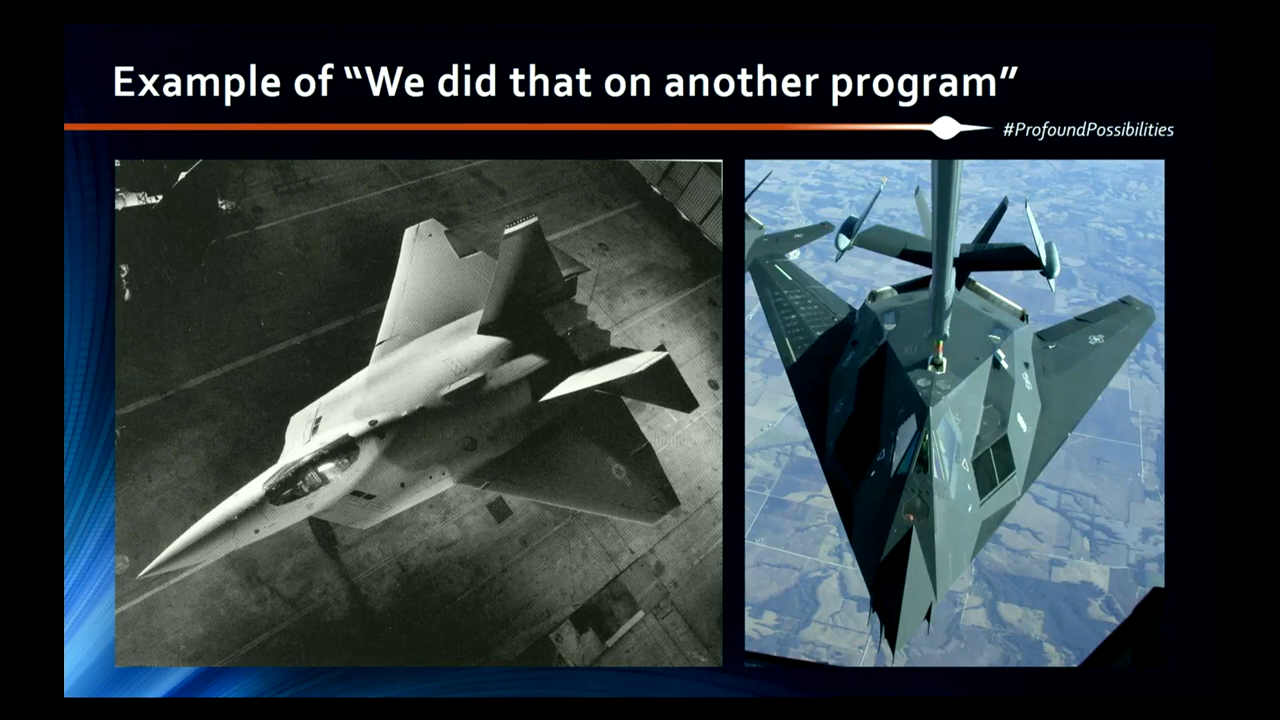 Example of “We did that on another program”
#ProfoundPossibilities